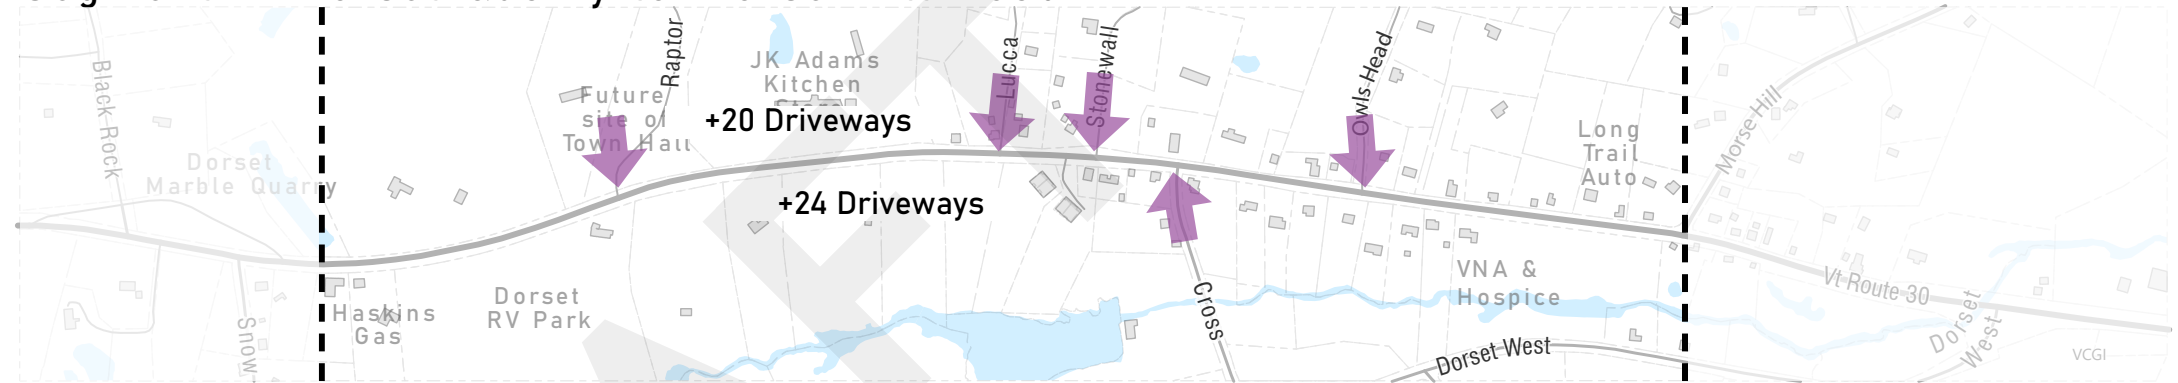 Black Rock
Dorset
Marble Quarry
Snow
Haskins
Gas
Dorset
RV Park
Future
site of
Town Hall
Raptor
JK Adams
Kitchen
Store
+20 Driveways
+24 Driveways
Lucca
Stonewall
Owls Head
Cross
Dorset West
VNA &
Hospice
Long
Trail
Auto
Morse Hill
Vt Route 30
Dorset
West
VCGI